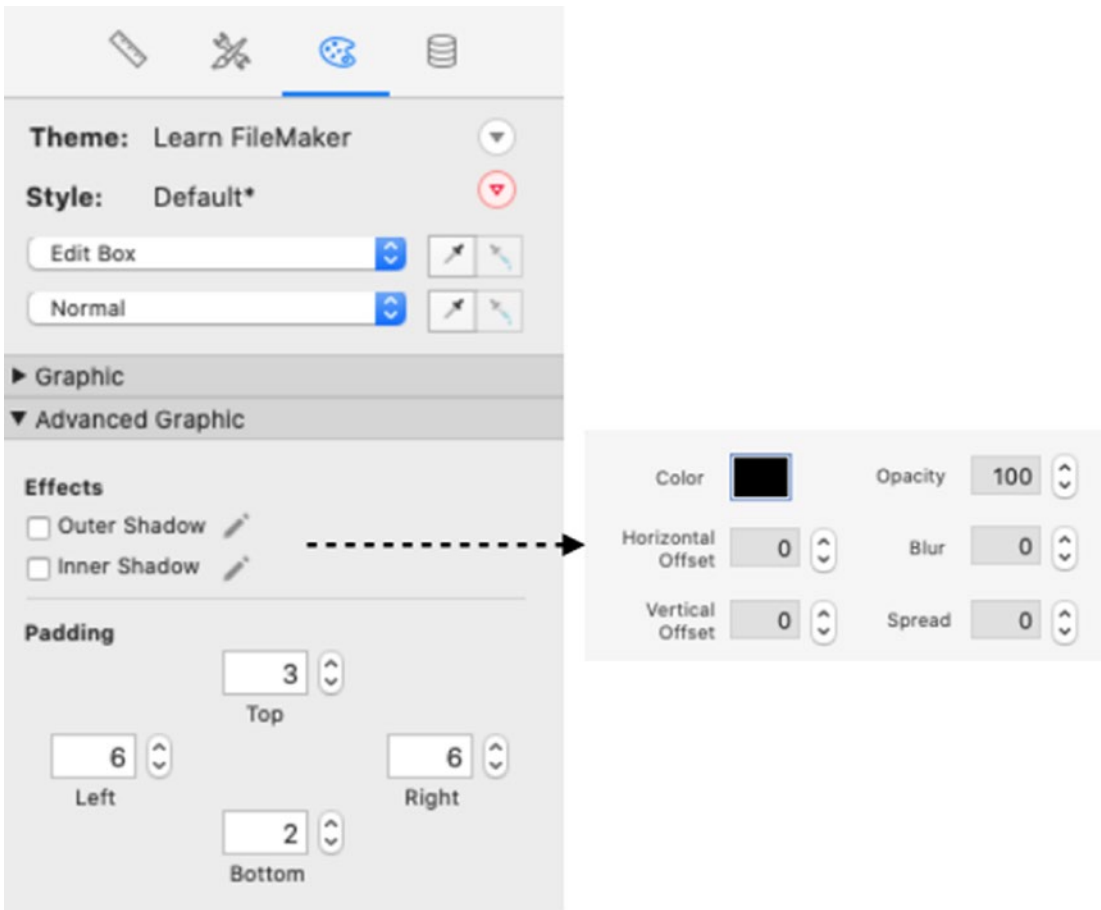 Theme: Learn FileMaker
Style: Default*
Edit Box
Normal
Graphic
Advanced Graphic
Effects
Outer Shadow
Inner Shadow
Padding
3
Top
6
Left
6
Right
2
Bottom
Color
Opacity 100
Horizontal
Offset
0
Blur 0
Vertical
Offset
0
Spread 0